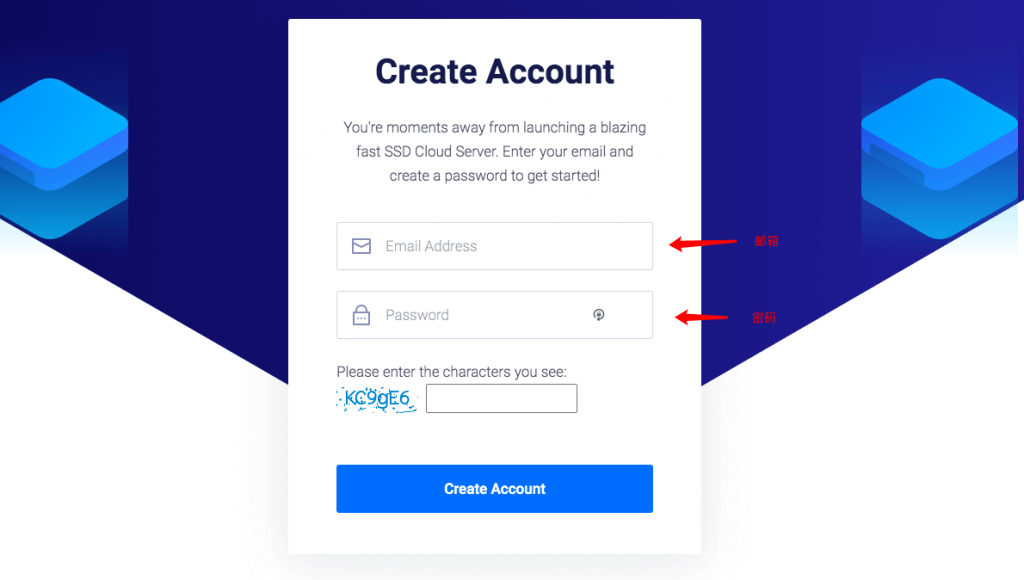 Create Account
You're moments away from launching a blazing
fast SSD Cloud Server. Enter your email and
create a password to get started!
Email Address
邮箱
Password
密码
Please enter the characters you see:
KC9gE6
Create Account